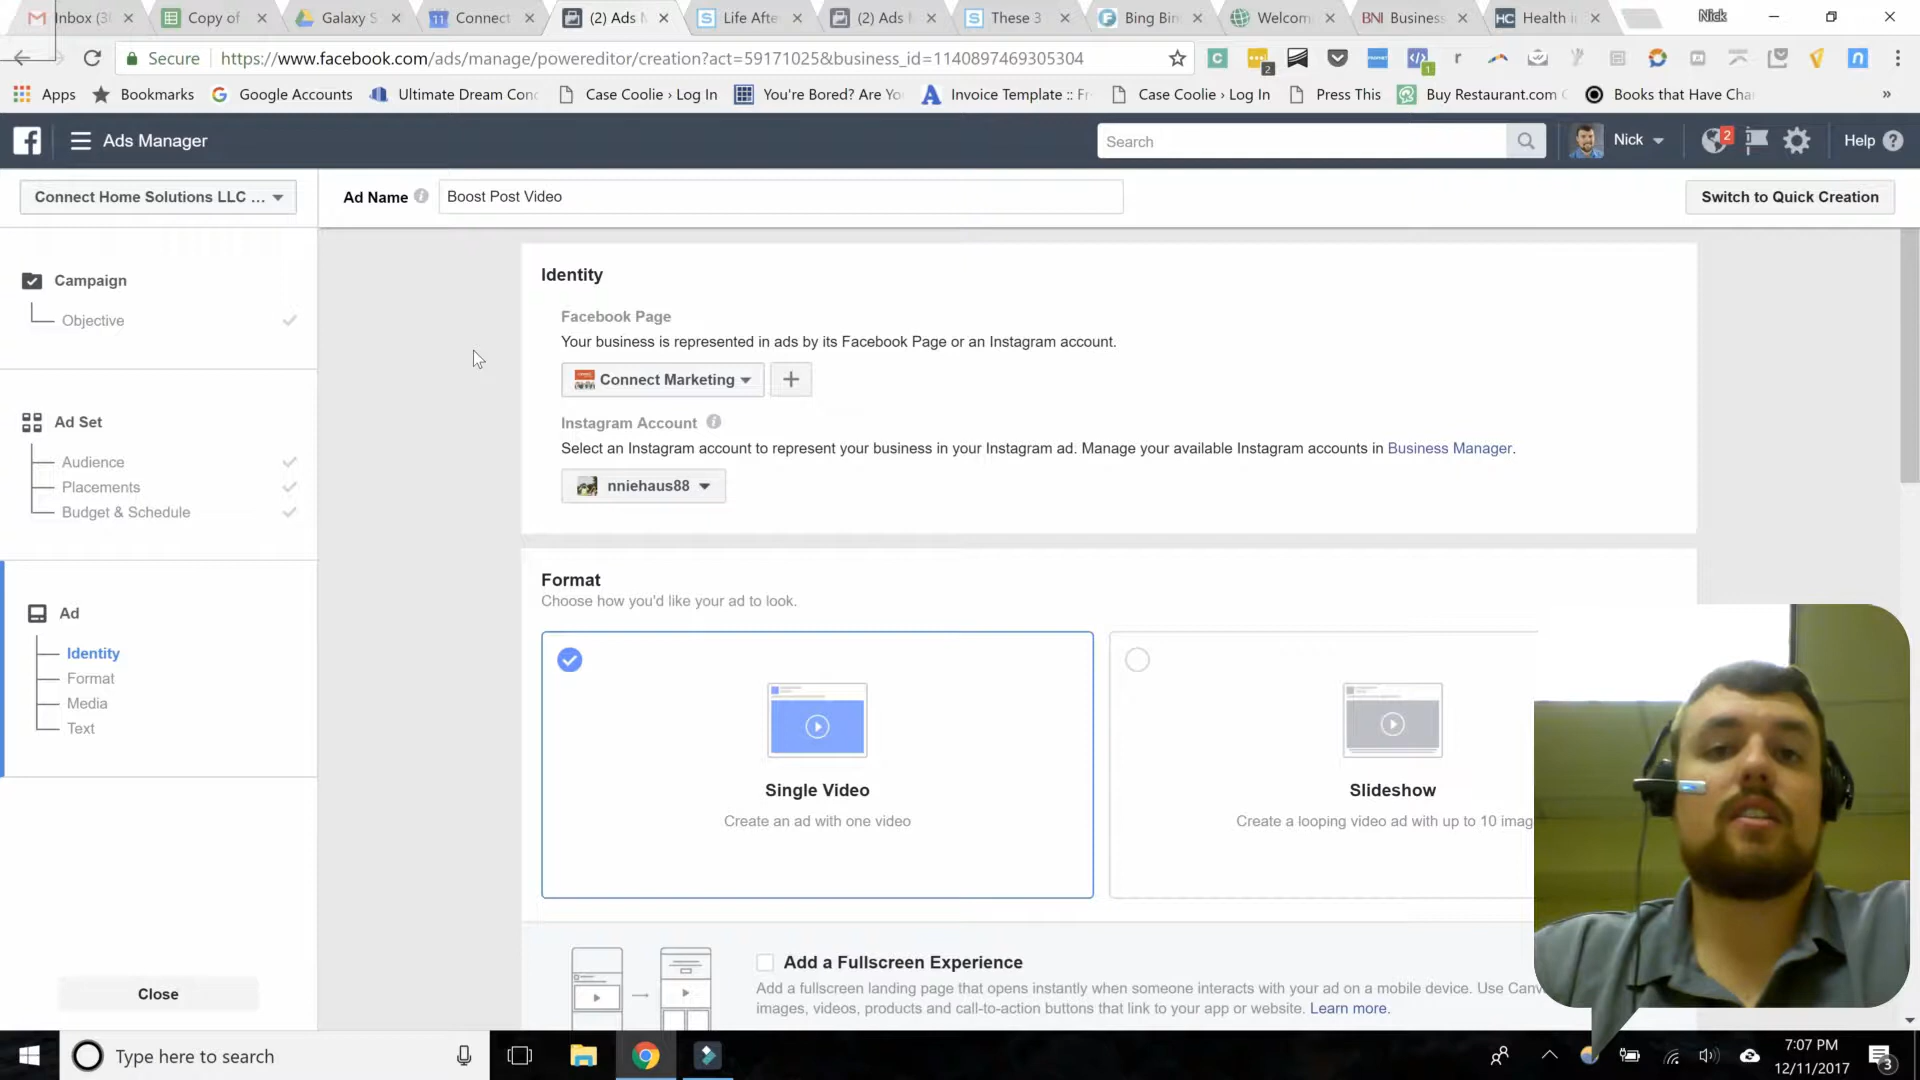 Inbox (3
Copy of
Galaxy S
Connect
(2) Ads M
Life Afte
(2) Ads
These 3
Bing Bin
Welcom
BNI Business
HC Health i
Nick
Secure
https://www.facebook.com/ads/manage/powereditor/creation?act=59171025&business_id=1140897469305304
Apps
Bookmarks
Google Accounts
Ultimate Dream Conc
Case Coolie › Log In
You're Bored? Are Yo
Invoice Template :: Fr
Case Coolie › Log In
Press This
Buy Restaurant.com
Books that Have Cha
»
Ads Manager
Search
Nick
2
Help
Connect Home Solutions LLC ...
Ad Name
Boost Post Video
Switch to Quick Creation
Campaign
Objective
Ad Set
Audience
Placements
Budget & Schedule
Ad
Identity
Format
Media
Text
Close
Identity
Facebook Page
Your business is represented in ads by its Facebook Page or an Instagram account.
Connect Marketing
Instagram Account
Select an Instagram account to represent your business in your Instagram ad. Manage your available Instagram accounts in Business Manager.
nniehaus88
Format
Choose how you'd like your ad to look.
Single Video
Create an ad with one video
Slideshow
Create a looping video ad with up to 10 imag
Add a Fullscreen Experience
Add a fullscreen landing page that opens instantly when someone interacts with your ad on a mobile device. Use Canv
images, videos, products and call-to-action buttons that link to your app or website. Learn more.
Type here to search
7:07 PM
12/11/2017
3